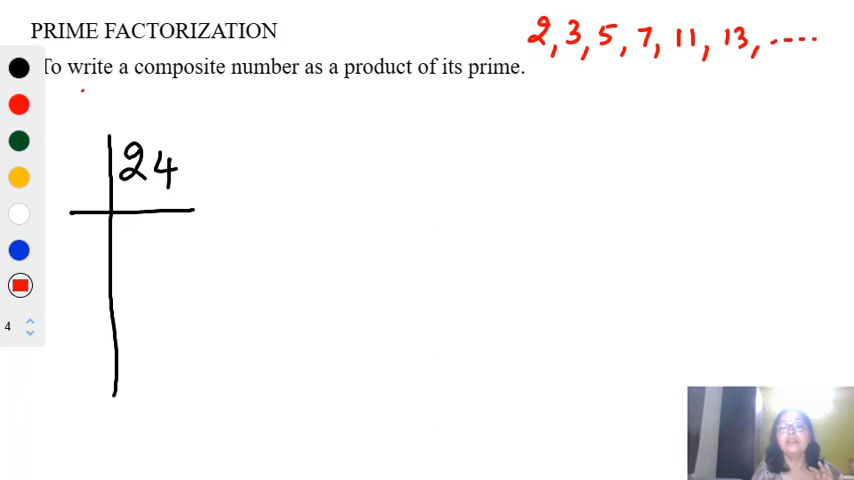 PRIME FACTORIZATION
2, 3, 5, 7, 11, 13, .....
To write a composite number as a product of its prime.
24
4